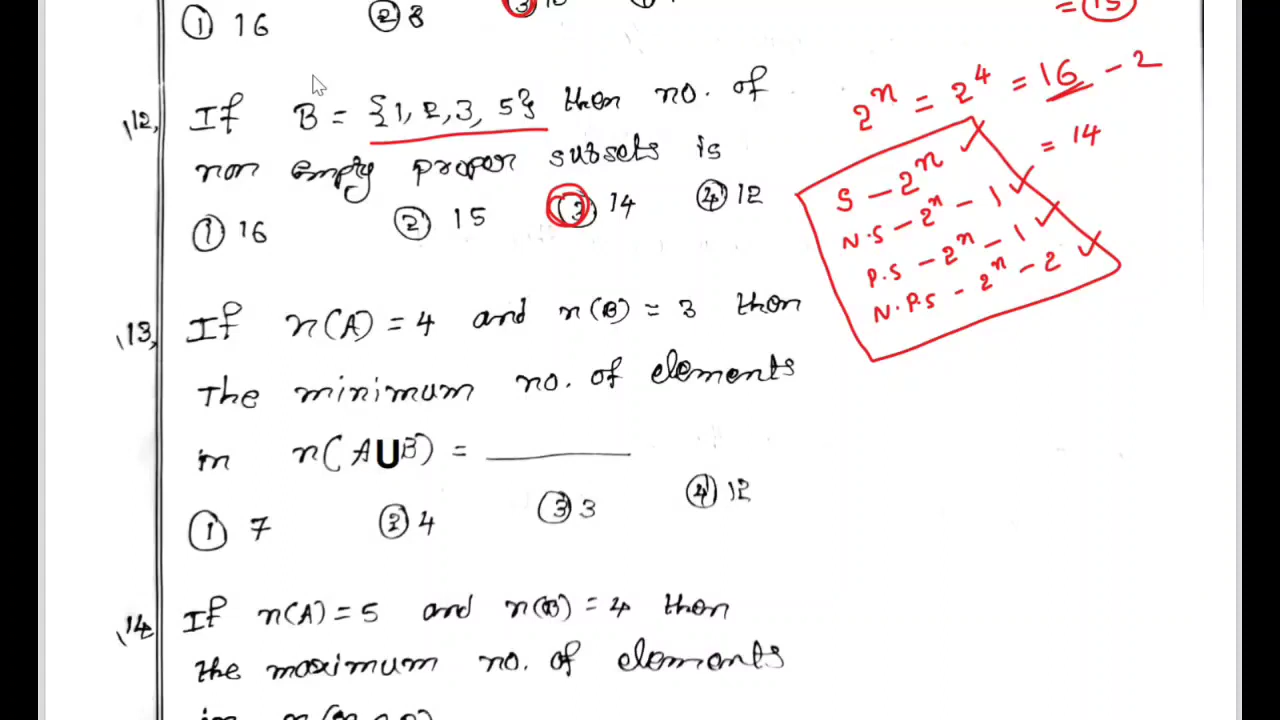 = 15
① 16 ② 8 ③
12, If B = {1, 2, 3, 5} then no. of
non empty proper subsets is
① 16 ② 15 ③ 14 ④ 12
2ⁿ = 2⁴ = 16 - 2
= 14
S - 2ⁿ ✓
N.S - 2ⁿ - 1 ✓
P.S - 2ⁿ - 1 ✓
N.P.S - 2ⁿ - 2 ✓
13, If n(A) = 4 and n(B) = 3 then
The minimum no. of elements
in n(A∪B) = ______
① 7 ② 4 ③ 3 ④ 12
14 If n(A) = 5 and n(B) = 4 then
the maximum no. of elements
in